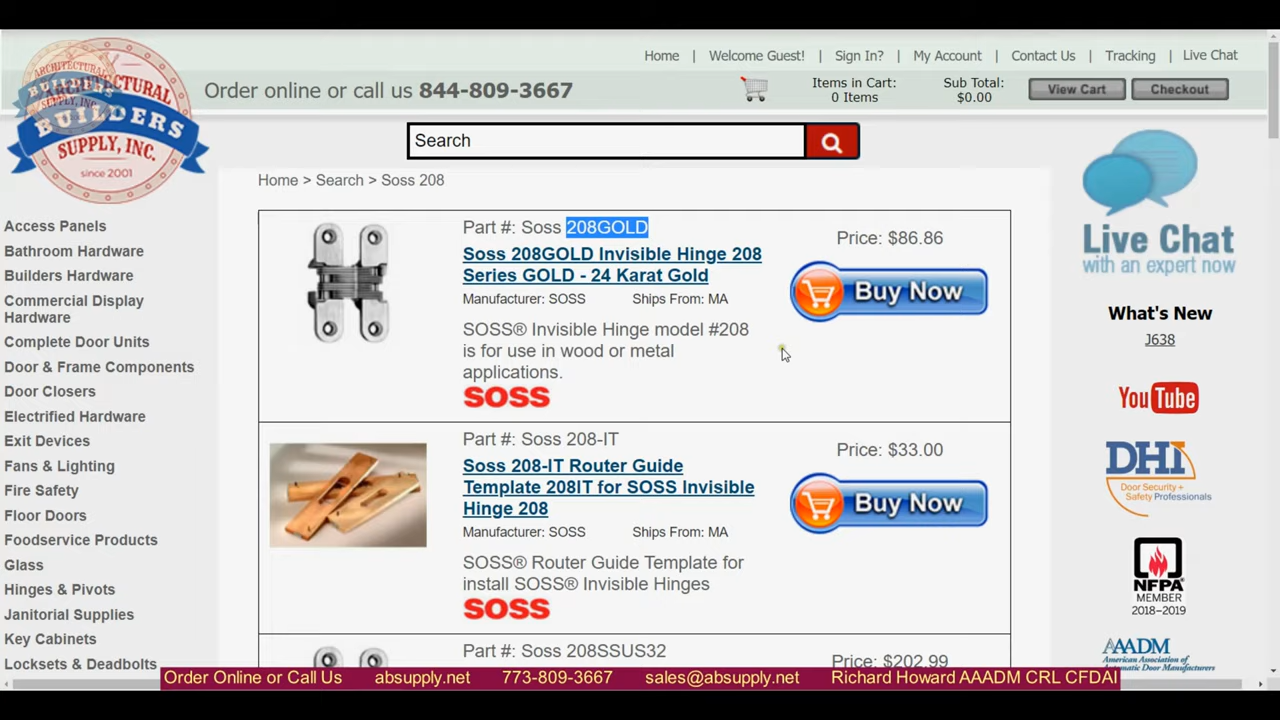 Home | Welcome Guest! | Sign In? | My Account | Contact Us | Tracking | Live Chat
ARCHITECTURAL
BUILDERS
SUPPLY, INC.
since 2001
Order online or call us 844-809-3667
Items in Cart:
0 Items
Sub Total:
$0.00
View Cart
Checkout
Search
Home > Search > Soss 208
Access Panels
Bathroom Hardware
Builders Hardware
Commercial Display
Hardware
Complete Door Units
Door & Frame Components
Door Closers
Electrified Hardware
Exit Devices
Fans & Lighting
Fire Safety
Floor Doors
Foodservice Products
Glass
Hinges & Pivots
Janitorial Supplies
Key Cabinets
Locksets & Deadbolts
Part #: Soss 208GOLD
Soss 208GOLD Invisible Hinge 208
Series GOLD - 24 Karat Gold
Manufacturer: SOSS Ships From: MA
SOSS® Invisible Hinge model #208
is for use in wood or metal
applications.
SOSS
Price: $86.86
Buy Now
Part #: Soss 208-IT
Soss 208-IT Router Guide
Template 208IT for SOSS Invisible
Hinge 208
Manufacturer: SOSS Ships From: MA
SOSS® Router Guide Template for
install SOSS® Invisible Hinges
SOSS
Price: $33.00
Buy Now
Part #: Soss 208SSUS32
Price: $202.99
Live Chat
with an expert now
What's New
J638
YouTube
DHI
Door Security +
Safety Professionals
NFPA
MEMBER
2018-2019
AAADM
American Association of
Automatic Door Manufacturers
Order Online or Call Us absupply.net 773-809-3667 sales@absupply.net Richard Howard AAADM CRL CFDAI